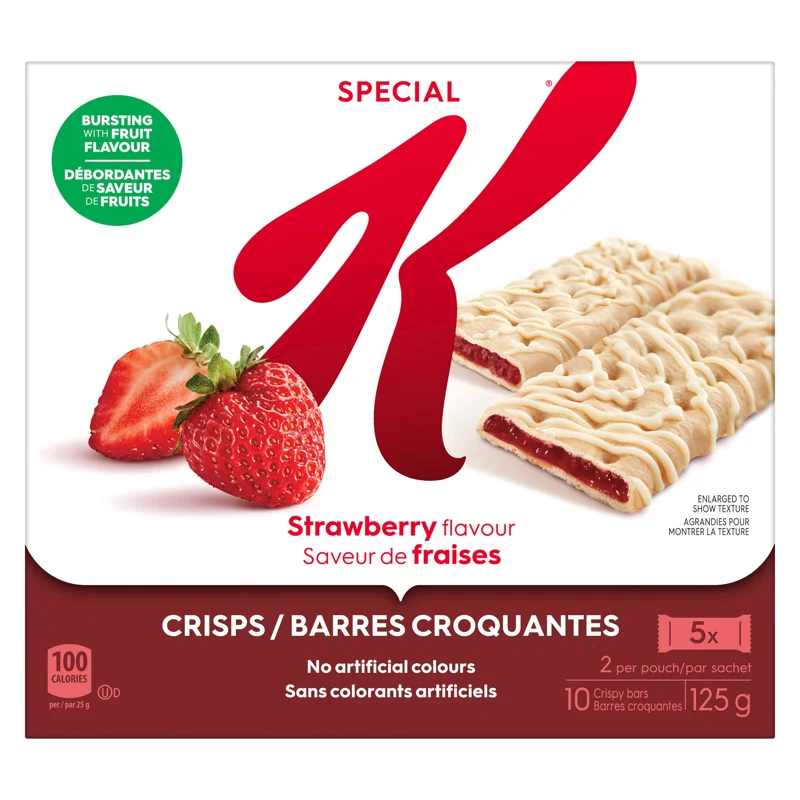 SPECIAL
K
®
BURSTING
WITH FRUIT
FLAVOUR
DÉBORDANTES
DE SAVEUR
DE FRUITS
ENLARGED TO
SHOW TEXTURE
AGRANDIES POUR
MONTRER LA TEXTURE
Strawberry flavour
Saveur de fraises
CRISPS / BARRES CROQUANTES
No artificial colours
Sans colorants artificiels
100
CALORIES
per / par 25 g
U D
5x
2 per pouch/par sachet
10 Crispy bars
Barres croquantes
125 g